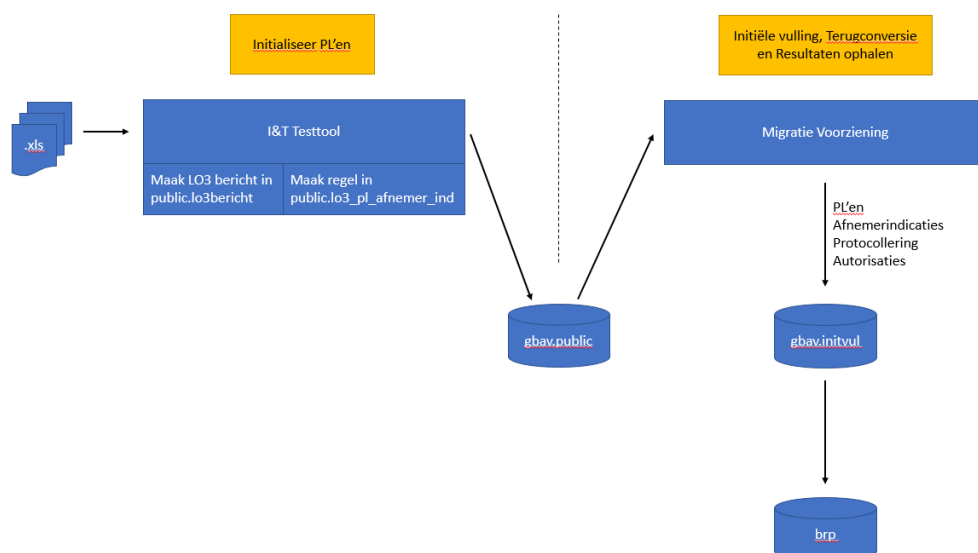 Initialiseer PL'en
Initiële vulling, Terugconversie
en Resultaten ophalen
.xls
I&T Testtool
Maak LO3 bericht in
public.lo3bericht
Maak regel in
public.lo3_pl_afnemer_ind
Migratie Voorziening
PL'en
Afnemerindicaties
Protocollering
Autorisaties
gbav.public
gbav.initvul
brp